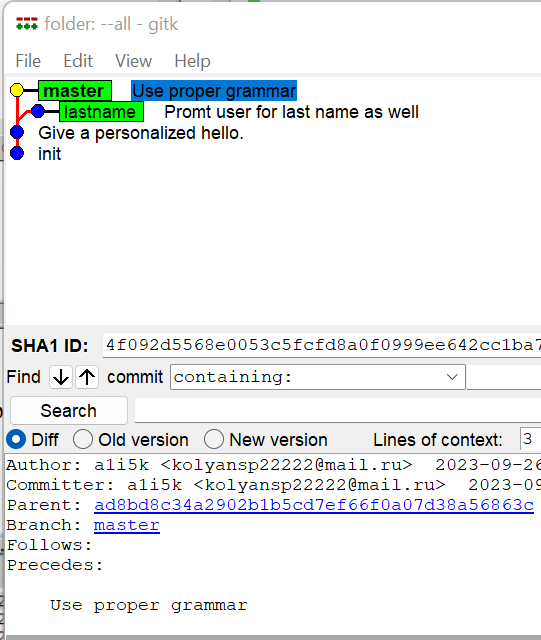 folder: --all - gitk
File Edit View Help
master Use proper grammar
lastname Promt user for last name as well
Give a personalized hello.
init
SHA1 ID: 4f092d5568e0053c5fcfd8a0f0999ee642cc1ba7
Find commit containing:
Search
Diff Old version New version Lines of context: 3
Author: a1i5k <kolyansp22222@mail.ru> 2023-09-26
Committer: a1i5k <kolyansp22222@mail.ru> 2023-09
Parent: ad8bd8c34a2902b1b5cd7ef66f0a07d38a56863c
Branch: master
Follows:
Precedes:
Use proper grammar